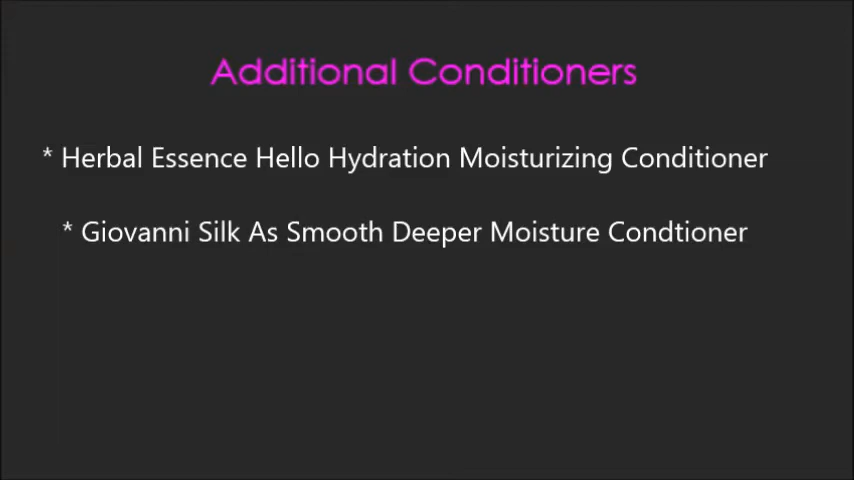 Additional Conditioners
* Herbal Essence Hello Hydration Moisturizing Conditioner
* Giovanni Silk As Smooth Deeper Moisture Condtioner